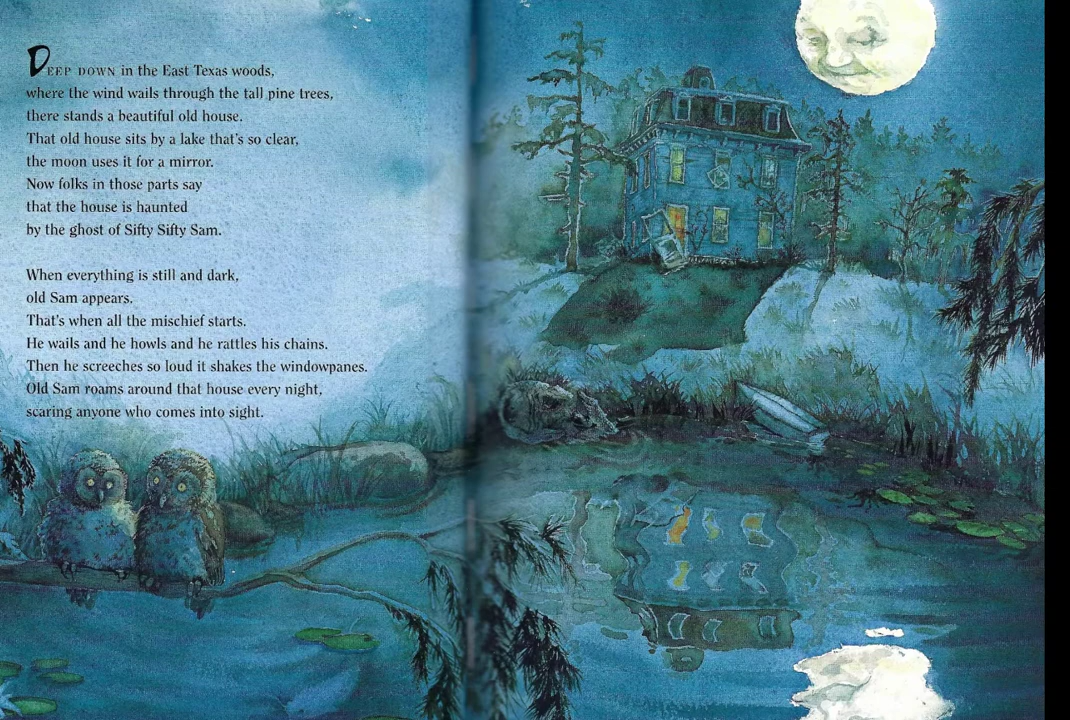 DEEP DOWN in the East Texas woods,
where the wind wails through the tall pine trees,
there stands a beautiful old house.
That old house sits by a lake that's so clear,
the moon uses it for a mirror.
Now folks in those parts say
that the house is haunted
by the ghost of Sifty Sifty Sam.
When everything is still and dark,
old Sam appears.
That's when all the mischief starts.
He wails and he howls and he rattles his chains.
Then he screeches so loud it shakes the windowpanes.
Old Sam roams around that house every night,
scaring anyone who comes into sight.